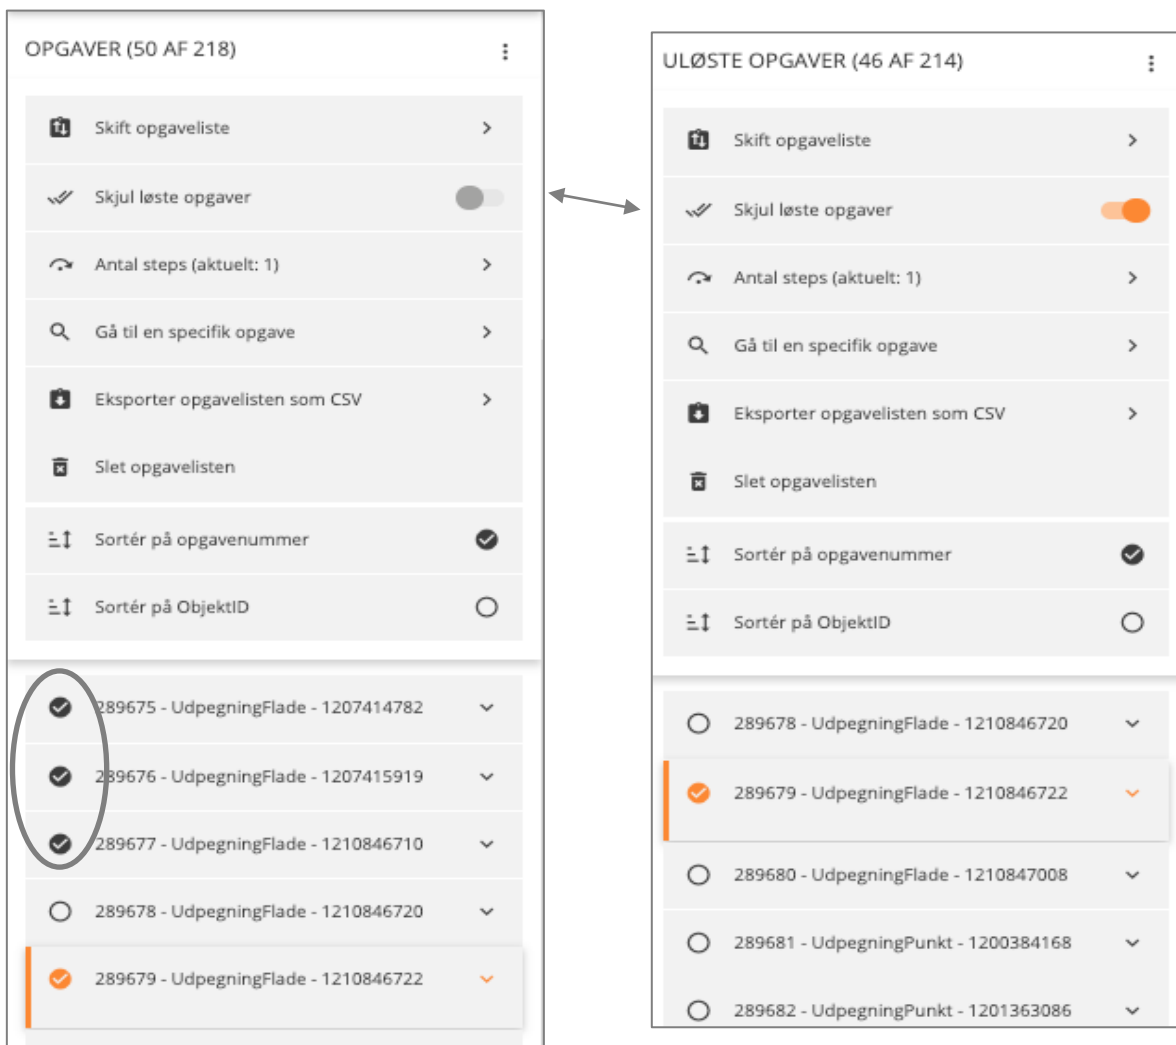 OPGAVER (50 AF 218)
Skift opgaveliste
Skjul løste opgaver
Antal steps (aktuelt: 1)
Gå til en specifik opgave
Eksporter opgavelisten som CSV
Slet opgavelisten
Sortér på opgavenummer
Sortér på ObjektID
289675 - UdpegningFlade - 1207414782
289676 - UdpegningFlade - 1207415919
289677 - UdpegningFlade - 1210846710
289678 - UdpegningFlade - 1210846720
289679 - UdpegningFlade - 1210846722
ULØSTE OPGAVER (46 AF 214)
Skift opgaveliste
Skjul løste opgaver
Antal steps (aktuelt: 1)
Gå til en specifik opgave
Eksporter opgavelisten som CSV
Slet opgavelisten
Sortér på opgavenummer
Sortér på ObjektID
289678 - UdpegningFlade - 1210846720
289679 - UdpegningFlade - 1210846722
289680 - UdpegningFlade - 1210847008
289681 - UdpegningPunkt - 1200384168
289682 - UdpegningPunkt - 1201363086